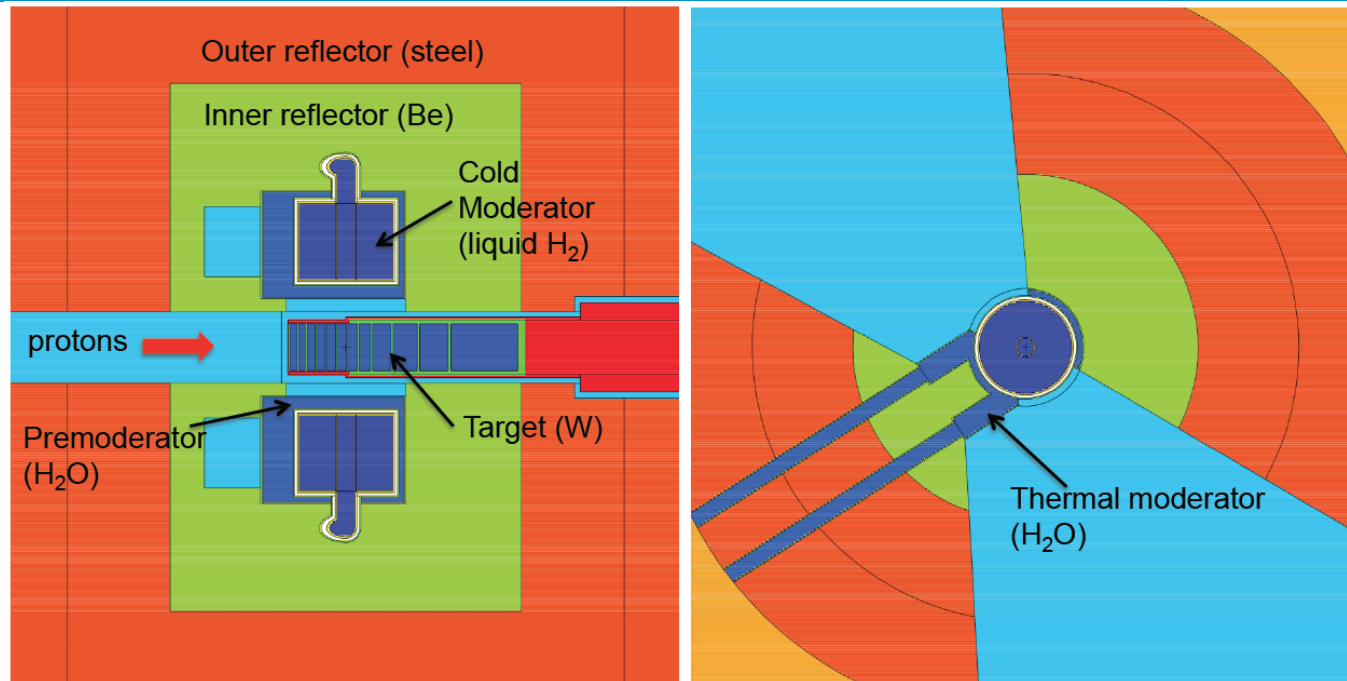 Outer reflector (steel)
Inner reflector (Be)
Cold
Moderator
(liquid H₂)
protons
Premoderator
(H₂O)
Target (W)
Thermal moderator
(H₂O)